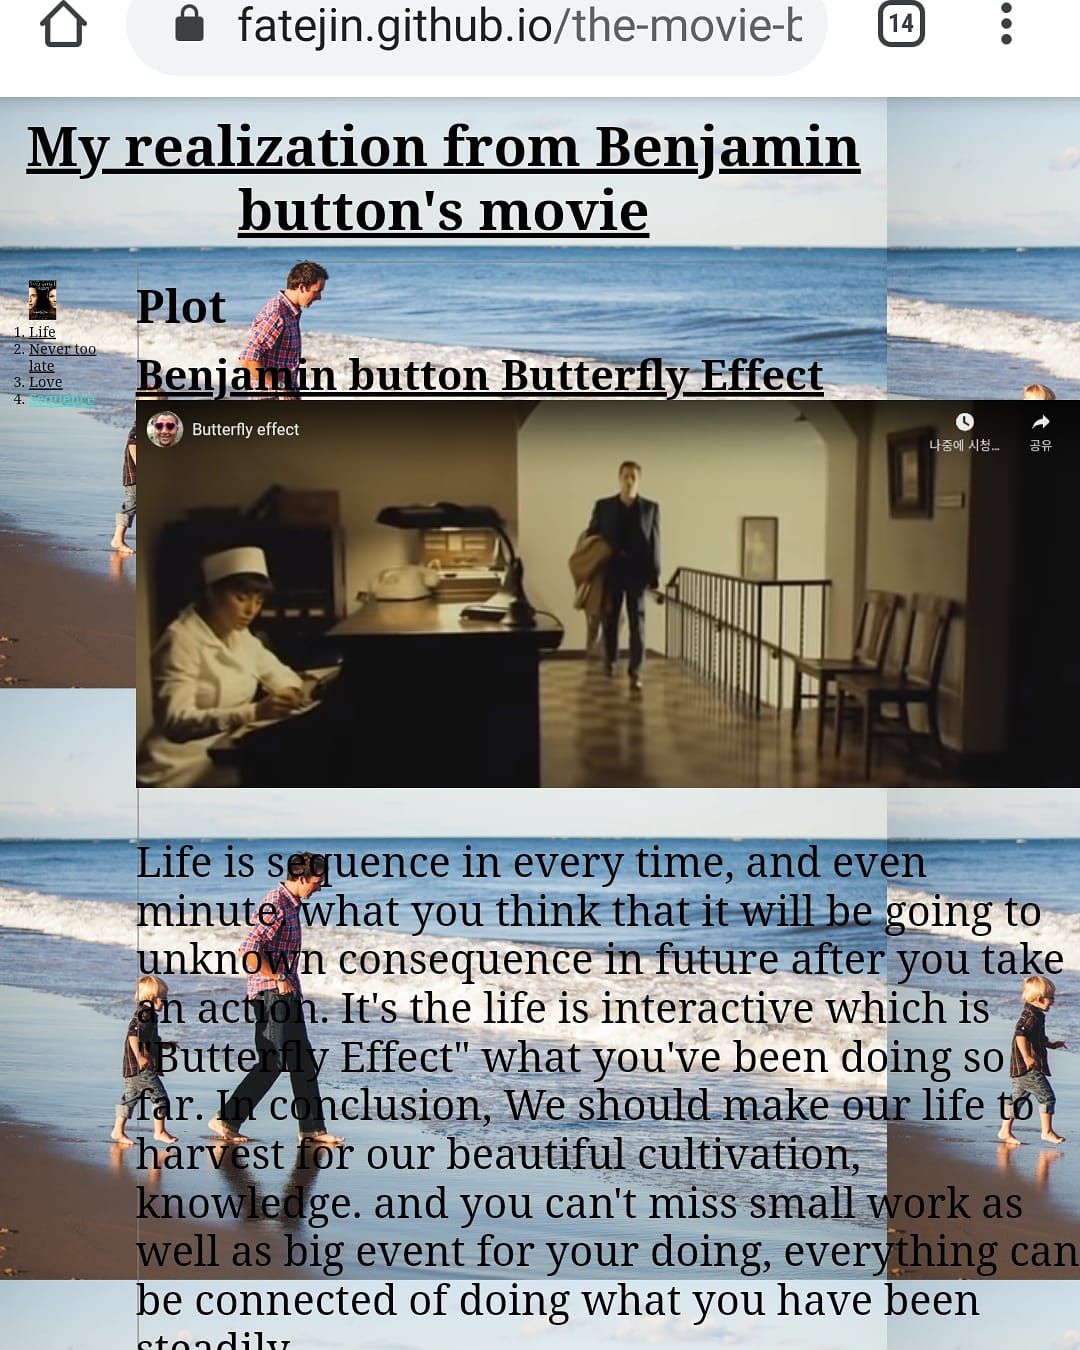 fatejin.github.io/the-movie-b
14
My realization from Benjamin
button's movie
1. Life
2. Never too
late
3. Love
4. Sequence
Plot
Benjamin button Butterfly Effect
Butterfly effect
나중에 시청...
공유
Life is sequence in every time, and even
minute, what you think that it will be going to
unknown consequence in future after you take
an action. It's the life is interactive which is
"Butterfly Effect" what you've been doing so
far. In conclusion, We should make our life to
harvest for our beautiful cultivation,
knowledge. and you can't miss small work as
well as big event for your doing, everything can
be connected of doing what you have been
steadily